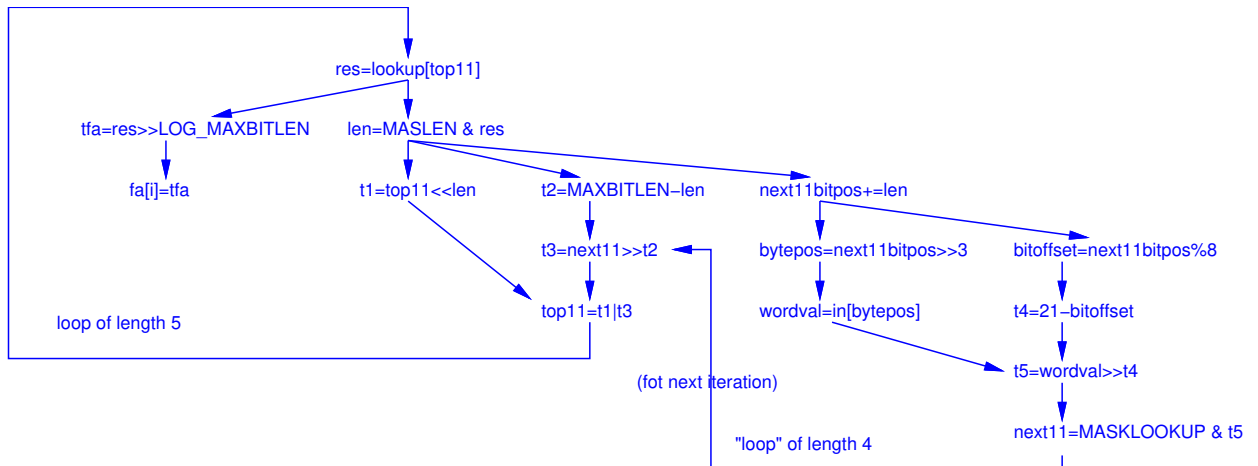 res=lookup[top11]
tfa=res>>LOG_MAXBITLEN
len=MASLEN & res
fa[i]=tfa
t1=top11<<len
t2=MAXBITLEN−len
next11bitpos+=len
t3=next11>>t2
bytepos=next11bitpos>>3
bitoffset=next11bitpos%8
top11=t1|t3
wordval=in[bytepos]
t4=21−bitoffset
loop of length 5
t5=wordval>>t4
(fot next iteration)
next11=MASKLOOKUP & t5
"loop" of length 4